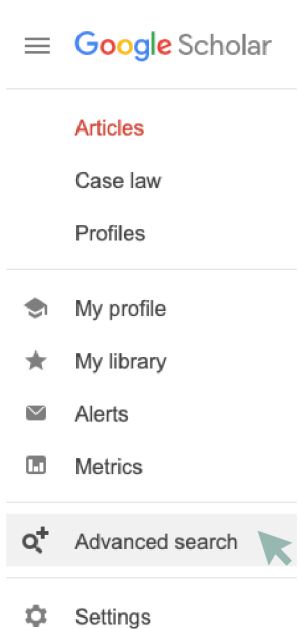 Google Scholar
Articles
Case law
Profiles
My profile
My library
Alerts
Metrics
Advanced search
Settings